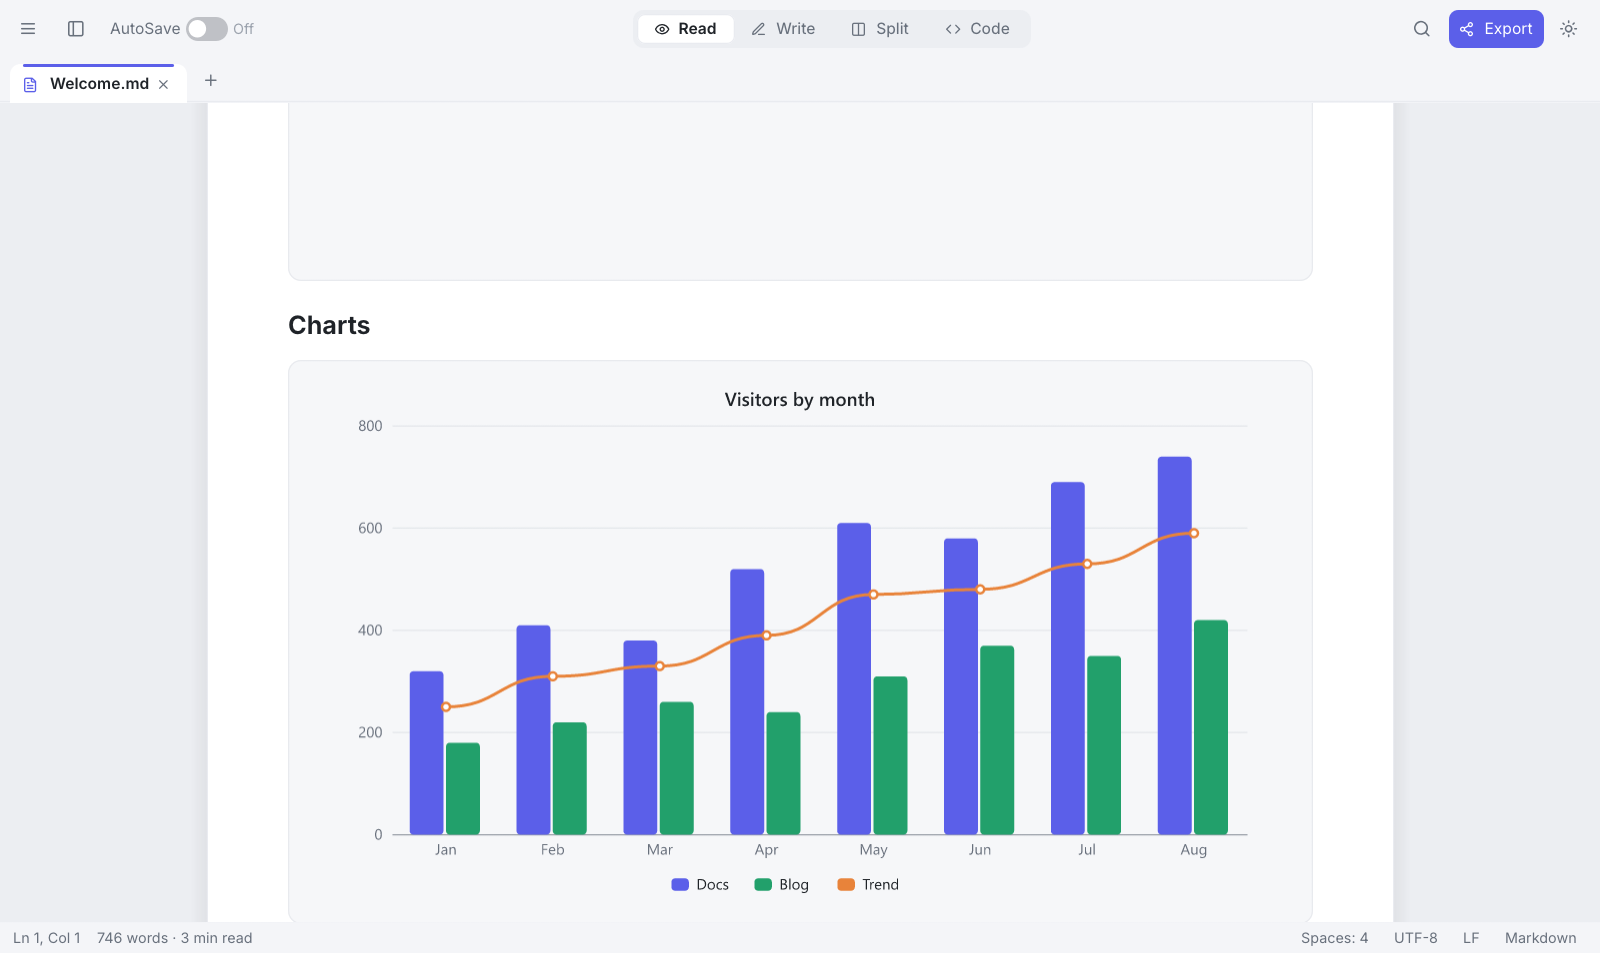 AutoSave Off Read Write Split Code Export
Welcome.md
Charts
Visitors by month
800
600
400
200
0
Jan Feb Mar Apr May Jun Jul Aug
Docs Blog Trend
Ln 1, Col 1 746 words · 3 min read Spaces: 4 UTF-8 LF Markdown